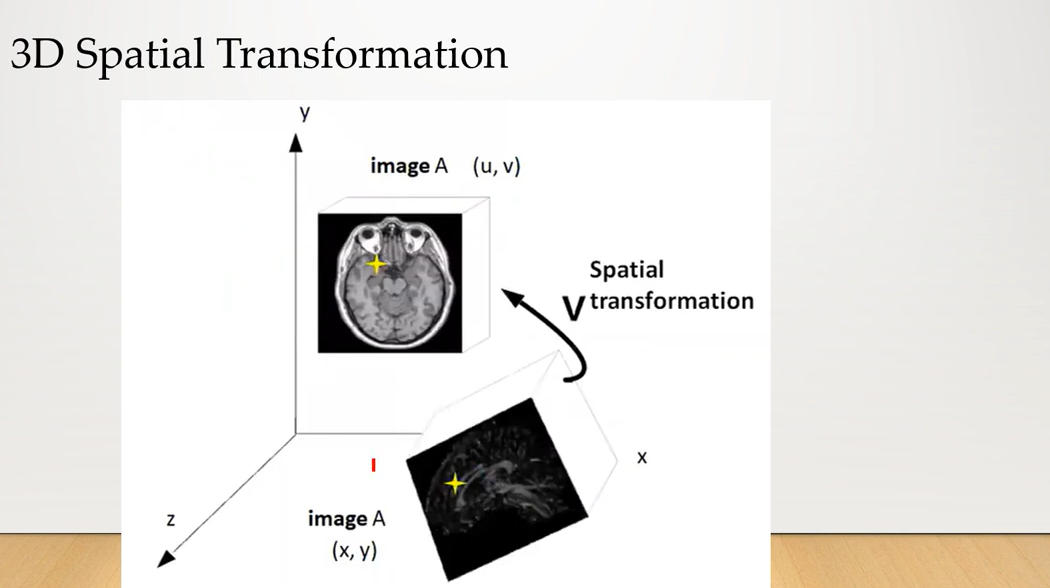 3D Spatial Transformation
y
image A (u, v)
Spatial
V transformation
x
z
image A
(x, y)